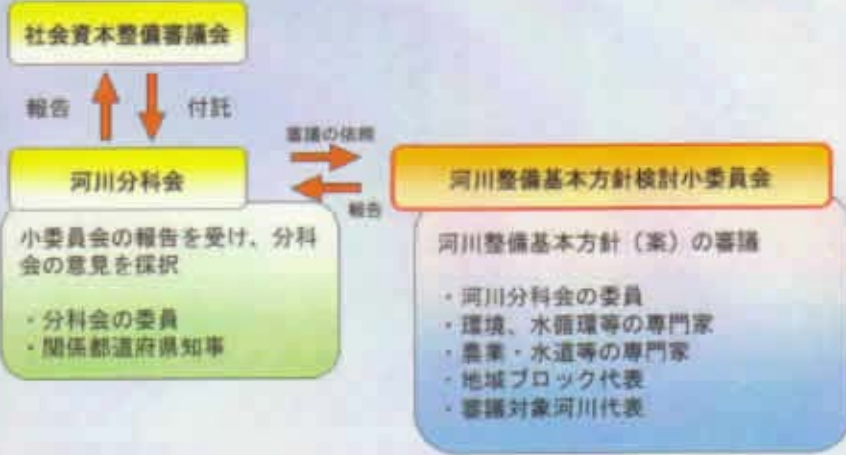 社会資本整備審議会
報告
付託
審議の依頼
河川分科会
河川整備基本方針検討小委員会
報告
小委員会の報告を受け、分科
会の意見を採択
・分科会の委員
・関係都道府県知事
河川整備基本方針（案）の審議
・河川分科会の委員
・環境、水循環等の専門家
・農業・水道等の専門家
・地域ブロック代表
・審議対象河川代表